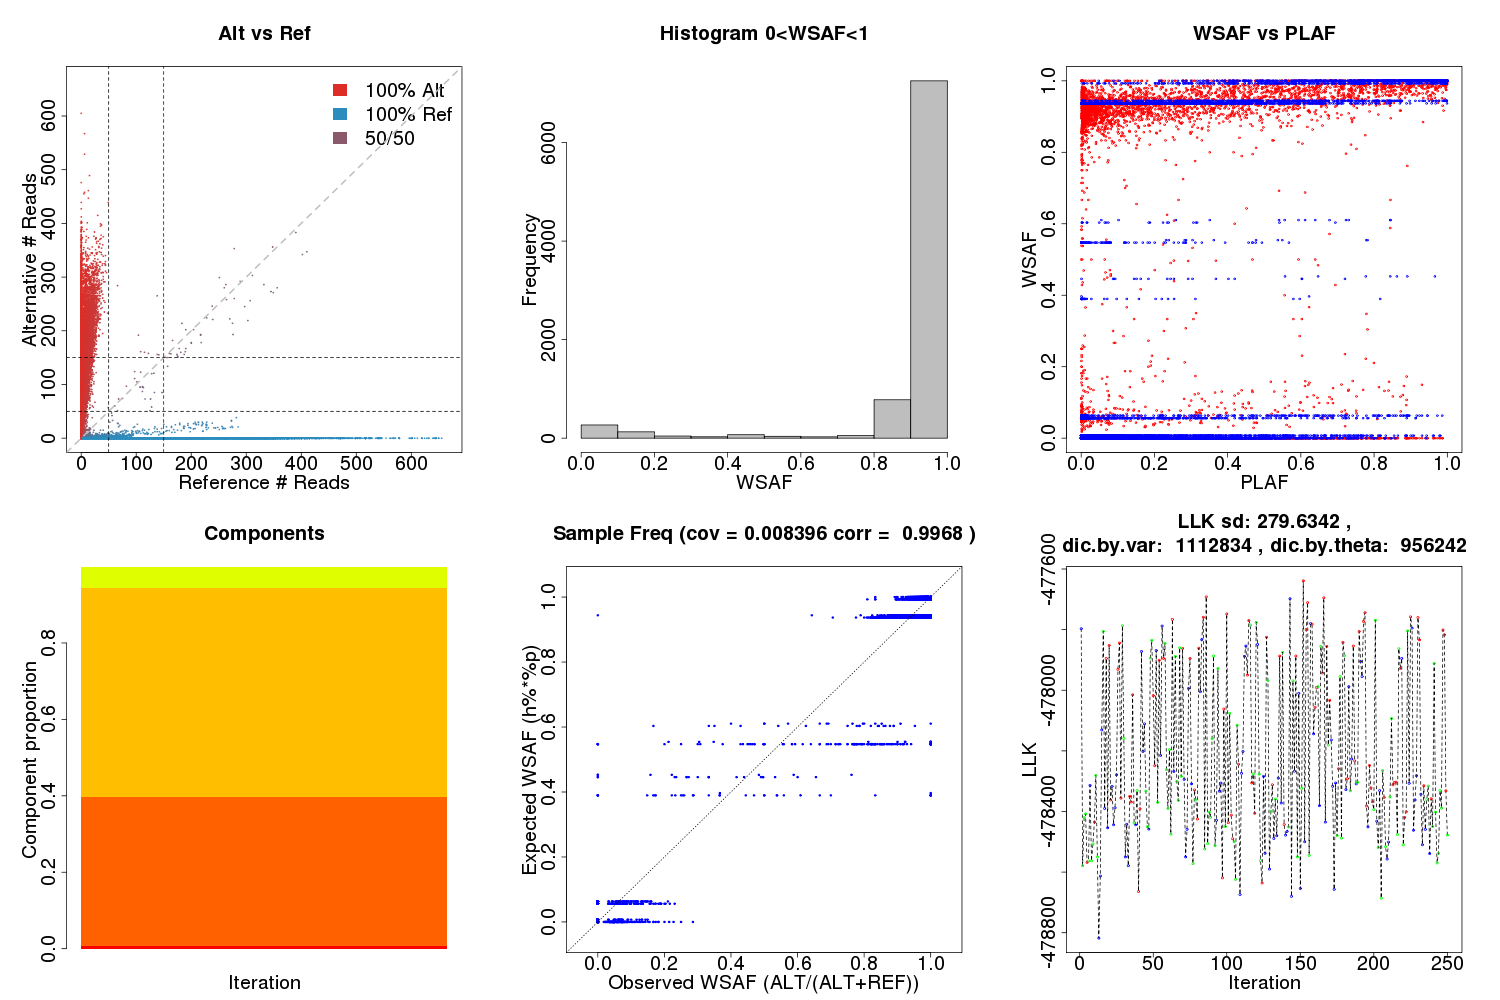 Alt vs Ref
100% Alt
100% Ref
50/50
Alternative # Reads
0 100 200 300 400 500 600
0 100 200 300 400 500 600
Reference # Reads
Histogram 0<WSAF<1
Frequency
0 2000 4000 6000
0.0 0.2 0.4 0.6 0.8 1.0
WSAF
WSAF vs PLAF
WSAF
0.0 0.2 0.4 0.6 0.8 1.0
0.0 0.2 0.4 0.6 0.8 1.0
PLAF
Components
Component proportion
0.0 0.2 0.4 0.6 0.8
Iteration
Sample Freq (cov = 0.008396 corr = 0.9968 )
Expected WSAF (h%*%p)
0.0 0.2 0.4 0.6 0.8 1.0
0.0 0.2 0.4 0.6 0.8 1.0
Observed WSAF (ALT/(ALT+REF))
LLK sd: 279.6342 ,
dic.by.var: 1112834 , dic.by.theta: 956242
LLK
-478800 -478400 -478000 -477600
0 50 100 150 200 250
Iteration